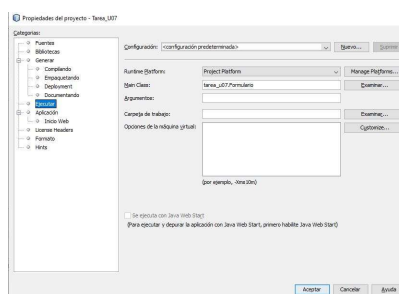 Propiedades del proyecto - Tarea_U07
Categorías:
Fuentes
Bibliotecas
Generar
Compilando
Empaquetando
Deployment
Documentando
Ejecutar
Aplicación
Inicio Web
License Headers
Formato
Hints
Configuración: <configuración predeterminada> Nuevo... Suprimir
Runtime Platform: Project Platform Manage Platforms...
Main Class: tarea_u07.Formulario Examinar...
Argumentos:
Carpeta de trabajo: Examinar...
Opciones de la máquina virtual: Customize...
(por ejemplo, -Xms10m)
Se ejecuta con Java Web Start
(Para ejecutar y depurar la aplicación con Java Web Start, primero habilite Java Web Start)
Aceptar Cancelar Ayuda